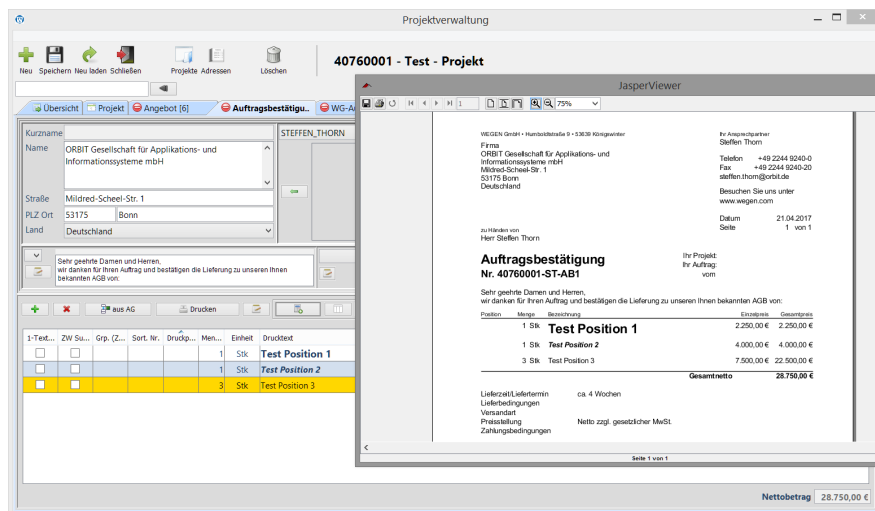 Projektverwaltung
Neu Speichern Neu laden Schließen Projekte Adressen Löschen
40760001 - Test - Projekt
Übersicht Projekt Angebot [6] Auftragsbestätigu.. WG-A
Kurzname STEFFEN_THORN
Name ORBIT Gesellschaft für Applikations- und
Informationssysteme mbH
Straße Mildred-Scheel-Str. 1
PLZ Ort 53175 Bonn
Land Deutschland
Sehr geehrte Damen und Herren,
wir danken für Ihren Auftrag und bestätigen die Lieferung zu unseren Ihnen
bekannten AGB von:
aus AG Drucken
1-Text... ZW Su... Grp. (Z... Sort. Nr. Druckp... Men... Einheit Drucktext
1 Stk Test Position 1
1 Stk Test Position 2
3 Stk Test Position 3
Nettobetrag 28.750,00 €
JasperViewer
1 75%
WEGEN GmbH • Humboldtstraße 9 • 53639 Königswinter
Firma
ORBIT Gesellschaft für Applikations- und
Informationssysteme mbH
Mildred-Scheel-Str. 1
53175 Bonn
Deutschland
Ihr Ansprechpartner
Steffen Thorn
Telefon +49 2244 9240-0
Fax +49 2244 9244-20
steffen.thorn@orbit.de
Besuchen Sie uns unter
www.wegen.com
Datum 21.04.2017
Seite 1 von 1
zu Händen von
Herr Steffen Thorn
Auftragsbestätigung
Nr. 40760001-ST-AB1
Ihr Projekt:
Ihr Auftrag:
vom
Sehr geehrte Damen und Herren,
wir danken für Ihren Auftrag und bestätigen die Lieferung zu unseren Ihnen bekannten AGB von:
Position Menge Bezeichnung Einzelpreis Gesamtpreis
1 Stk Test Position 1 2.250,00 € 2.250,00 €
1 Stk Test Position 2 4.000,00 € 4.000,00 €
3 Stk Test Position 3 7.500,00 € 22.500,00 €
Gesamtnetto 28.750,00 €
Lieferzeit/Liefertermin ca. 4 Wochen
Lieferbedingungen
Versandart
Preisstellung Netto zzgl. gesetzlicher MwSt.
Zahlungsbedingungen
Seite 1 von 1